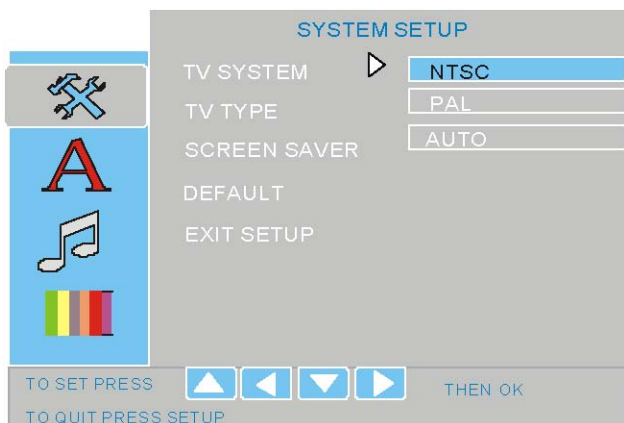 SYSTEM SETUP
TV SYSTEM NTSC
TV TYPE PAL
SCREEN SAVER AUTO
DEFAULT
EXIT SETUP
A
TO SET PRESS THEN OK
TO QUIT PRESS SETUP